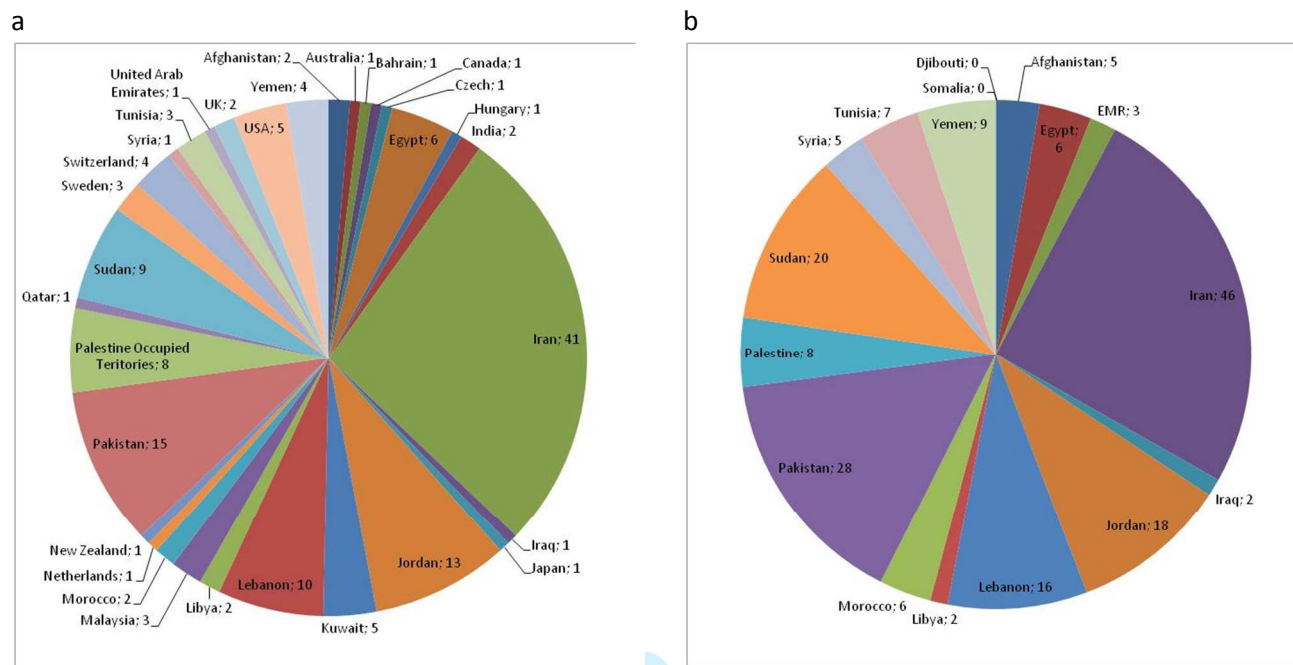 a
Afghanistan; 2
Australia; 1
Bahrain; 1
Canada; 1
Czech; 1
Egypt; 6
Hungary; 1
India; 2
Iran; 41
Iraq; 1
Japan; 1
Jordan; 13
Kuwait; 5
Lebanon; 10
Libya; 2
Malaysia; 3
Morocco; 2
Netherlands; 1
New Zealand; 1
Pakistan; 15
Palestine Occupied
Teritories; 8
Qatar; 1
Sudan; 9
Sweden; 3
Switzerland; 4
Syria; 1
Tunisia; 3
United Arab
Emirates; 1
UK; 2
USA; 5
Yemen; 4
b
Djibouti; 0
Somalia; 0
Afghanistan; 5
Egypt;
6
EMR; 3
Iran; 46
Iraq; 2
Jordan; 18
Lebanon; 16
Libya; 2
Morocco; 6
Pakistan; 28
Palestine; 8
Sudan; 20
Syria; 5
Tunisia; 7
Yemen; 9